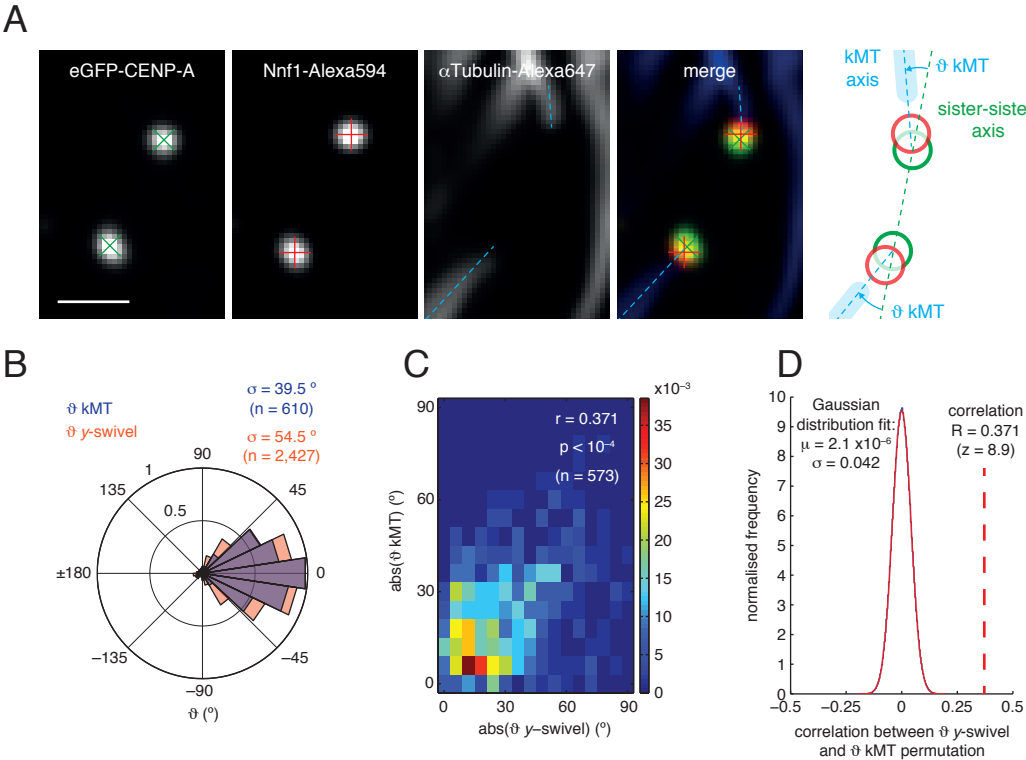 A
eGFP-CENP-A
Nnf1-Alexa594
αTubulin-Alexa647
merge
kMT
axis
ϑ kMT
sister-siste
axis
ϑ kMT
B
ϑ kMT
ϑ y-swivel
σ = 39.5 º
(n = 610)
σ = 54.5 º
(n = 2,427)
90
1
135
45
0.5
±180
0
−135
−45
−90
ϑ (º)
C
x10⁻³
90
60
30
0
abs(ϑ kMT) (º)
r = 0.371
p < 10⁻⁴
(n = 573)
35
30
25
20
15
10
5
0
0
30
60
90
abs(ϑ y–swivel) (º)
D
10
9
8
7
6
5
4
3
2
1
0
normalised frequency
Gaussian
distribution fit:
μ = 2.1 x10⁻⁶
σ = 0.042
correlation
R = 0.371
(z = 8.9)
−0.5
−0.25
0
0.25
0.5
correlation between ϑ y-swivel
and ϑ kMT permutation